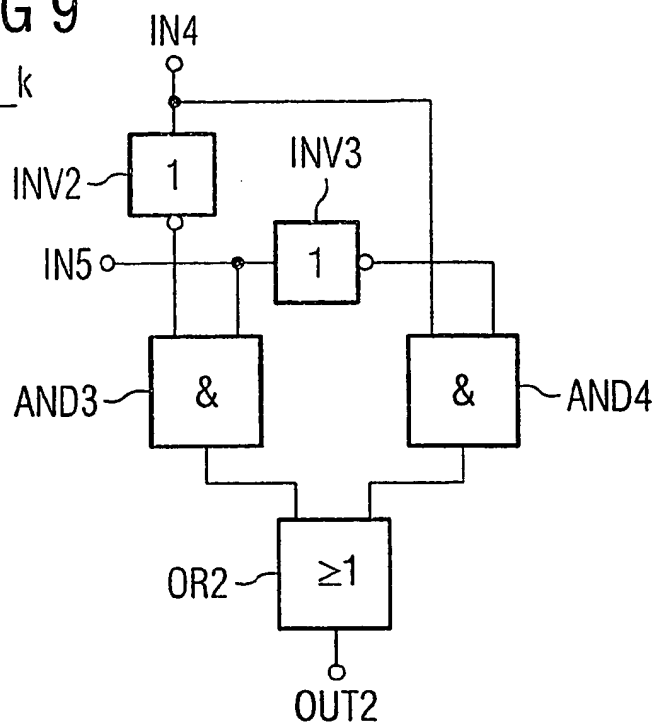 G 9
IN4
_k
INV2
1
INV3
IN5
1
AND3
&
&
AND4
OR2
≥1
OUT2